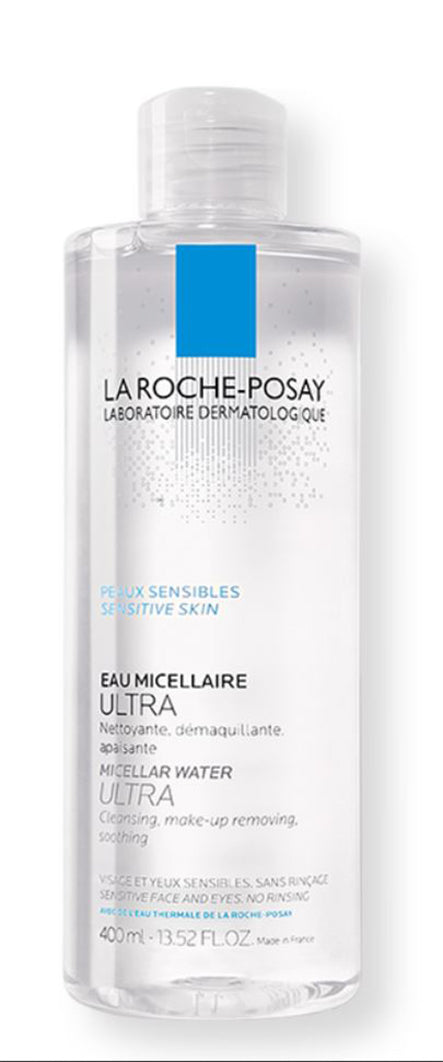 LA ROCHE-POSAY
LABORATOIRE DERMATOLOGIQUE
PEAUX SENSIBLES
SENSITIVE SKIN
EAU MICELLAIRE
ULTRA
Nettoyante, démaquillante,
apaisante
MICELLAR WATER
ULTRA
Cleansing, make-up removing,
soothing
VISAGE ET YEUX SENSIBLES. SANS RINÇAGE
SENSITIVE FACE AND EYES. NO RINSING
AVEC DE L'EAU THERMALE DE LA ROCHE-POSAY
400 ml - 13.52 FL.OZ. Made in France